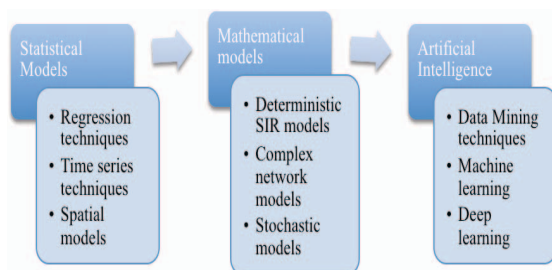 Statistical
Models
• Regression
techniques
• Time series
techniques
• Spatial
models
Mathematical
models
• Deterministic
SIR models
• Complex
network
models
• Stochastic
models
Artificial
Intelligence
• Data Mining
techniques
• Machine
learning
• Deep
learning